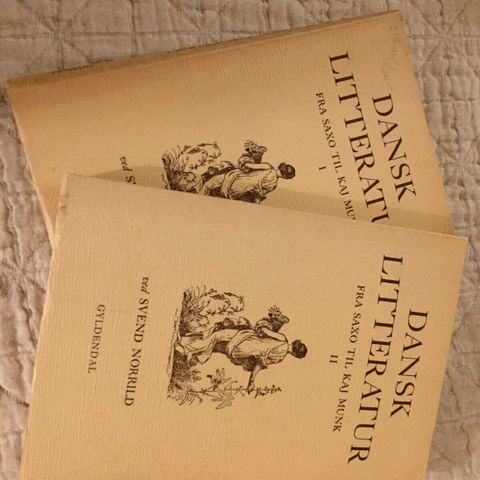 DANSK
LITTERATUR
FRA SAXO TIL KAJ MUNK
I
ved
DANSK
LITTERATUR
FRA SAXO TIL KAJ MUNK
II
ved SVEND NORRILD
GYLDENDAL